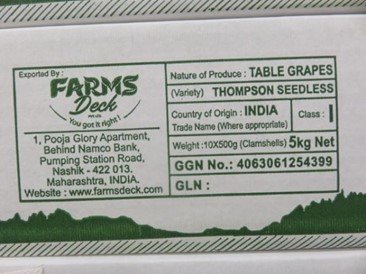 Exported By :
FARMS
Deck
PVT. LTD.
You got it right !
1, Pooja Glory Apartment,
Behind Namco Bank,
Pumping Station Road,
Nashik - 422 013.
Maharashtra, INDIA.
Website : www.farmsdeck.com
Nature of Produce : TABLE GRAPES
(Variety) THOMPSON SEEDLESS
Country of Origin : INDIA
Trade Name (Where appropriate)
Class : I
Weight :10X500g (Clamshells) 5kg Net
GGN No.: 4063061254399
GLN :